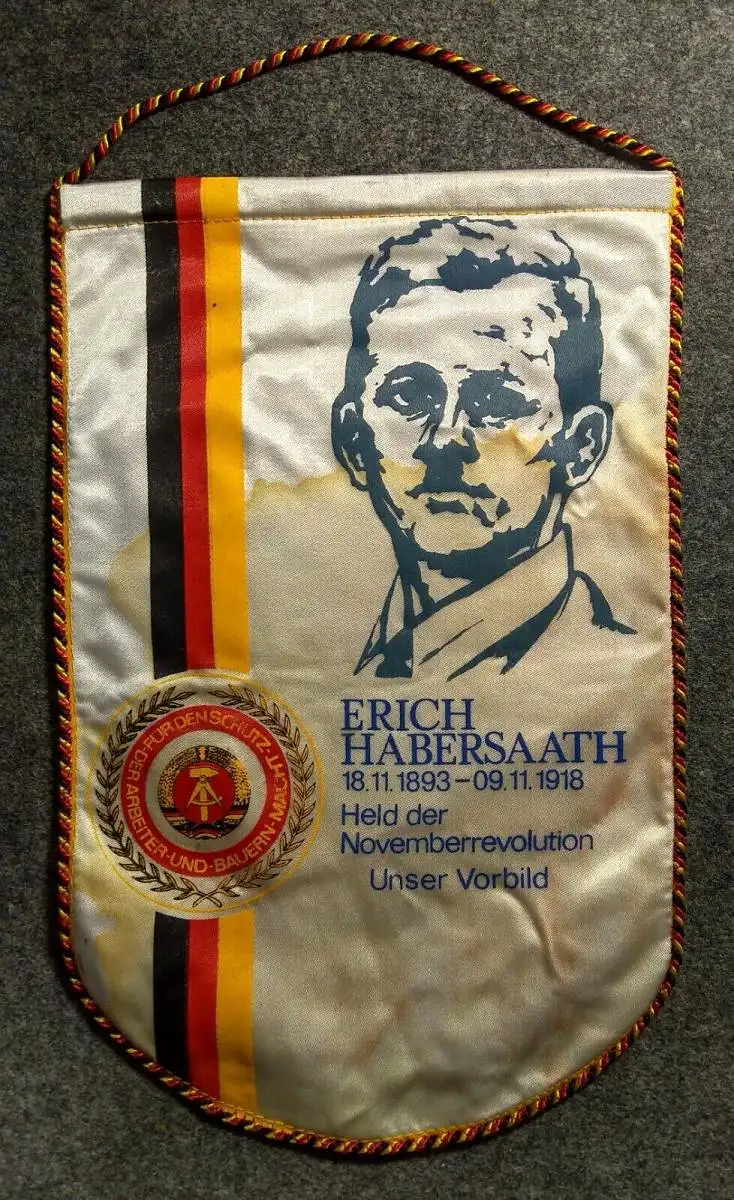 FÜR DEN SCHUTZ DER ARBEITER-UND-BAUERN-MACHT
ERICH
HABERSAATH
18.11.1893 – 09.11.1918
Held der
Novemberrevolution
Unser Vorbild